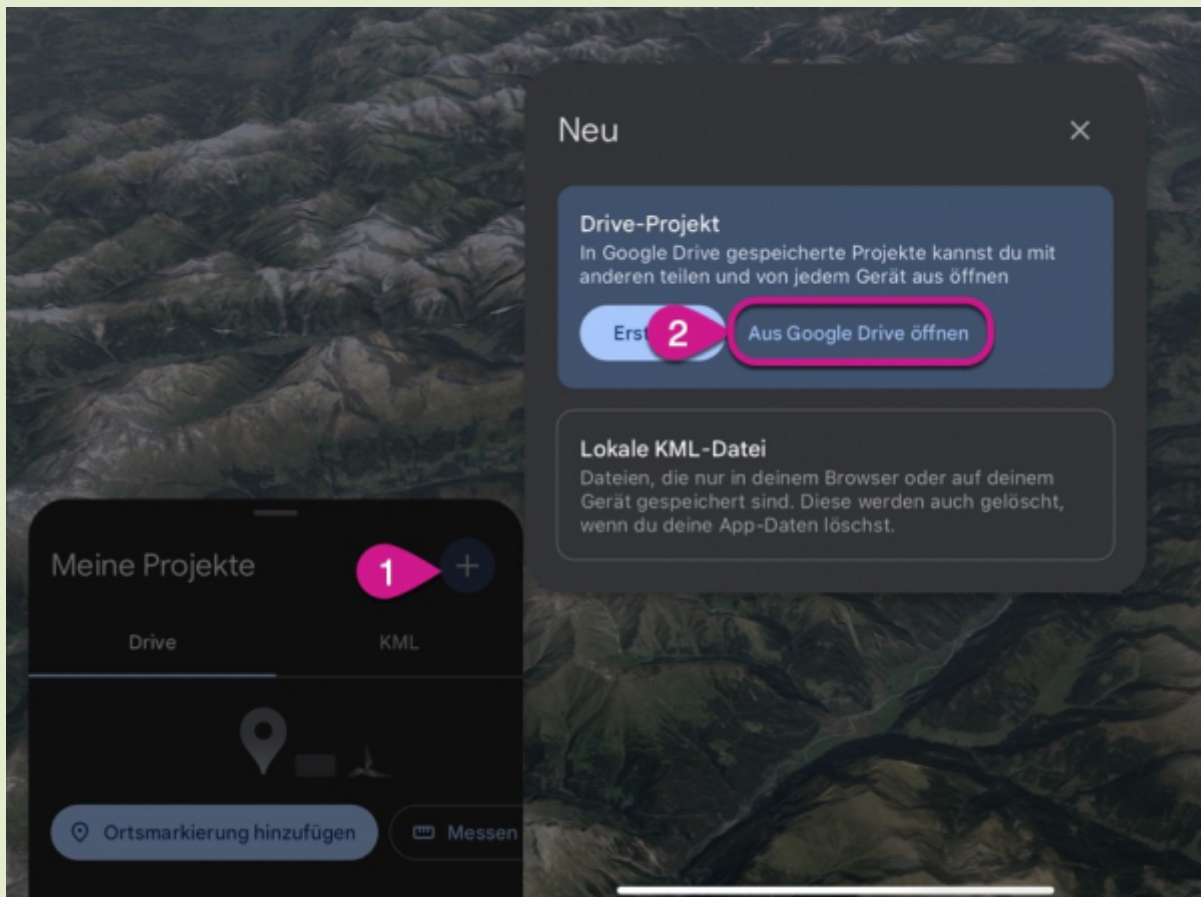 Neu
Drive-Projekt
In Google Drive gespeicherte Projekte kannst du mit
anderen teilen und von jedem Gerät aus öffnen
Erst
2
Aus Google Drive öffnen
Lokale KML-Datei
Dateien, die nur in deinem Browser oder auf deinem
Gerät gespeichert sind. Diese werden auch gelöscht,
wenn du deine App-Daten löschst.
Meine Projekte
1
Drive
KML
Ortsmarkierung hinzufügen
Messen